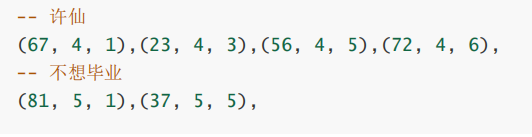 -- 许仙
(67, 4, 1),(23, 4, 3),(56, 4, 5),(72, 4, 6),
-- 不想毕业
(81, 5, 1),(37, 5, 5),